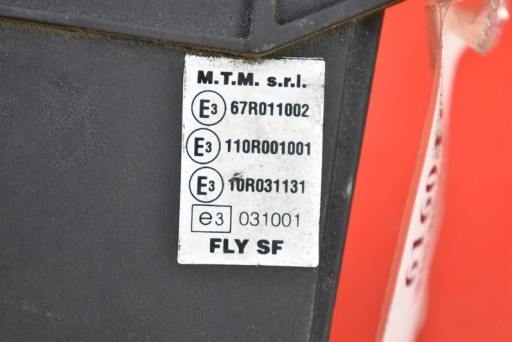 M.T.M. s.r.l.
E3 67R011002
E3 110R001001
E3 10R031131
e3 031001
FLY SF